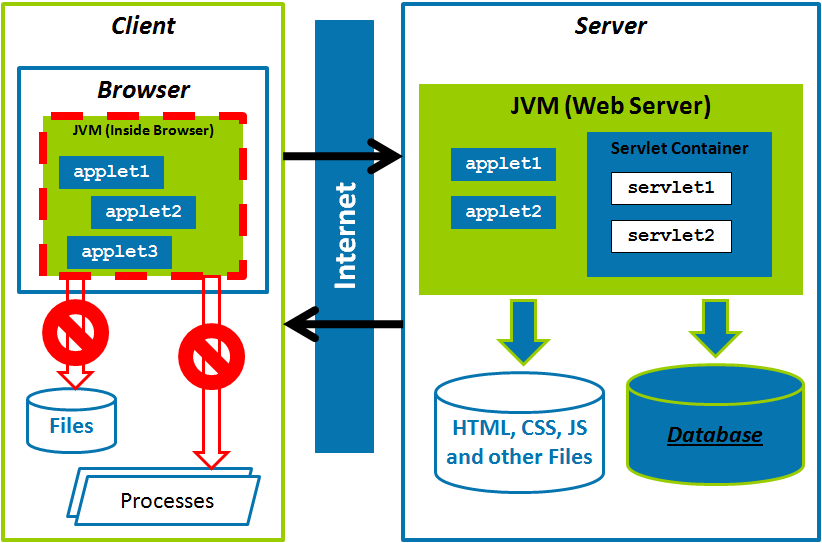 Client
Browser
JVM (Inside Browser)
applet1
applet2
applet3
Files
Processes
Internet
Server
JVM (Web Server)
applet1
applet2
Servlet Container
servlet1
servlet2
HTML, CSS, JS
and other Files
Database